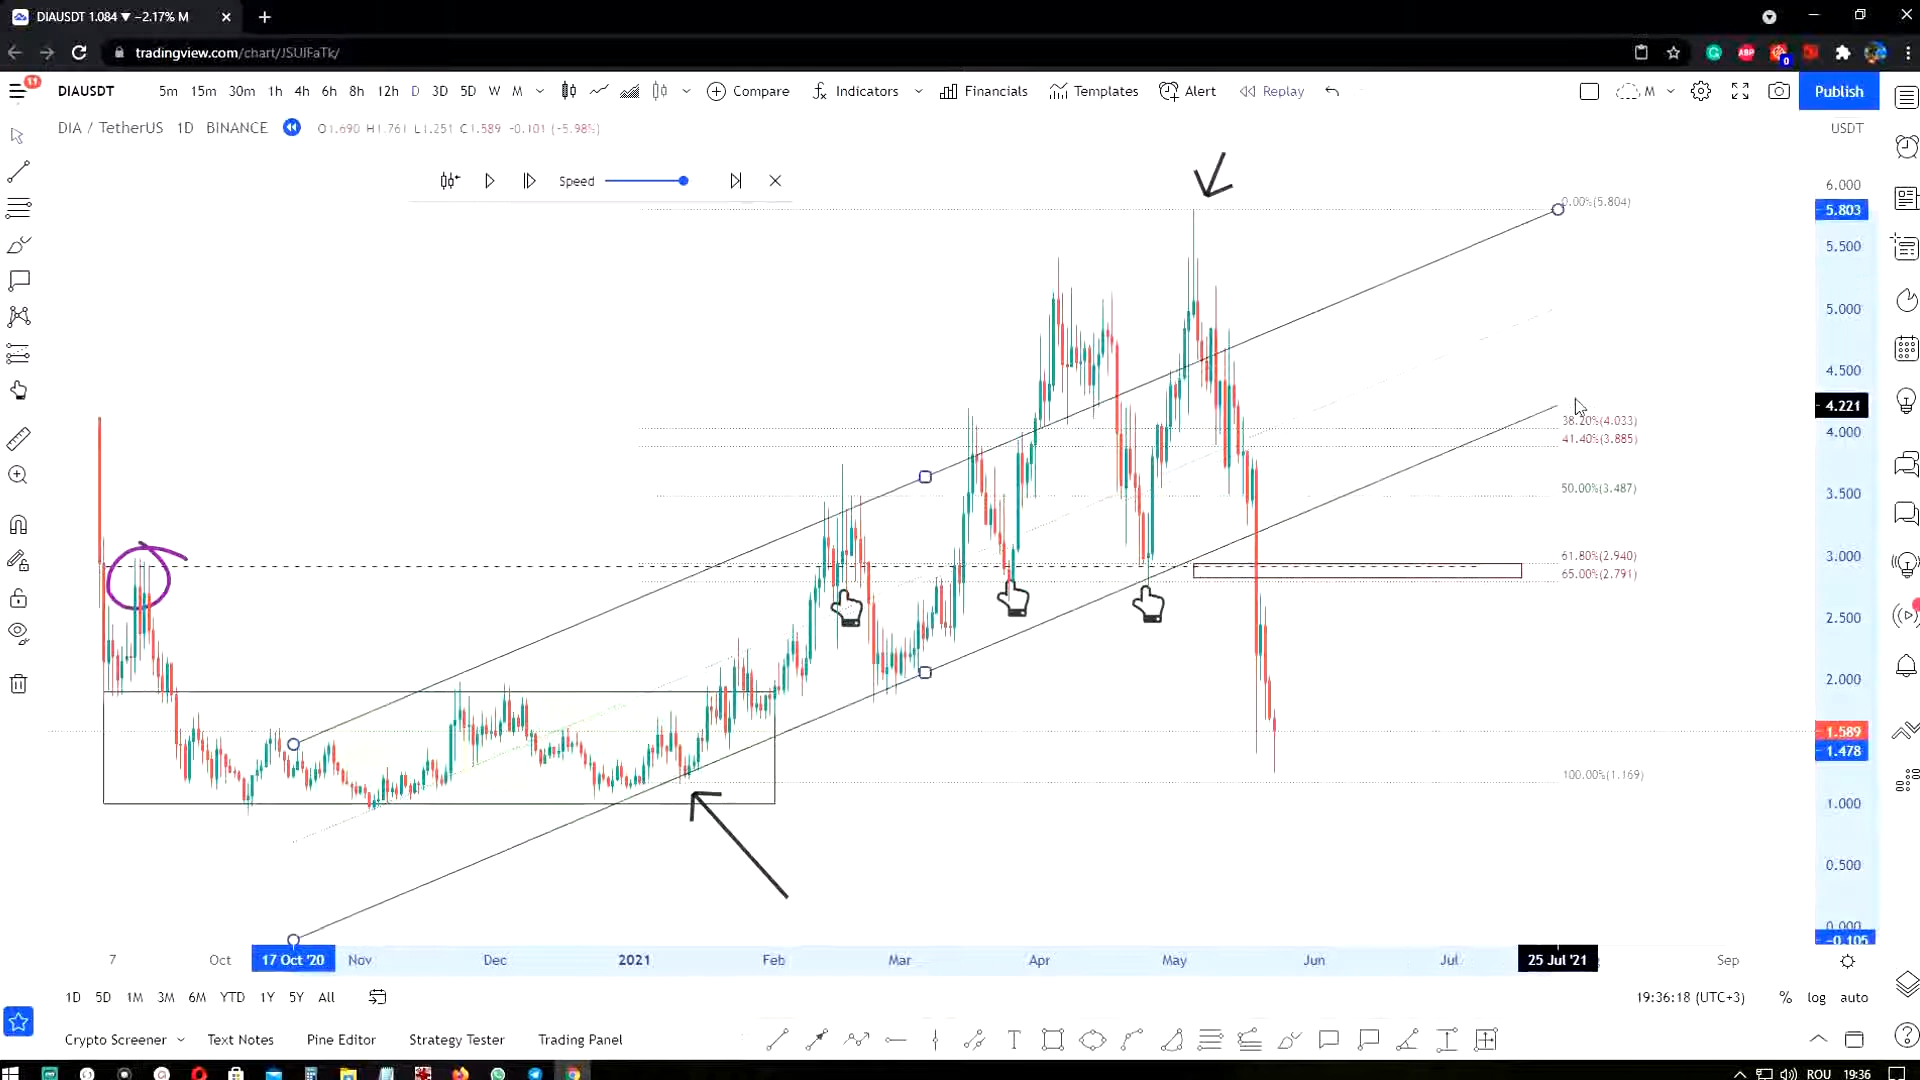 DIAUSDT 1.084 ▼ −2.17% M
tradingview.com/chart/JSUlFaTk/
ABP
0
11
DIAUSDT 5m 15m 30m 1h 4h 6h 8h 12h D 3D 5D W M Compare Indicators Financials Templates Alert Replay M Publish
DIA / TetherUS 1D BINANCE O1.690 H1.761 L1.251 C1.589 −0.101 (−5.98%) USDT
Speed
6.000
0.00%(5.804)
5.803
5.500
5.000
4.500
4.221
38.20%(4.033)
4.000
41.40%(3.885)
50.00%(3.487)
3.500
61.80%(2.940)
3.000
65.00%(2.791)
2.500
2.000
1.589
1.478
100.00%(1.169)
1.000
0.500
0.000
−0.105
7 Oct 17 Oct '20 Nov Dec 2021 Feb Mar Apr May Jun Jul 25 Jul '21 Sep
1D 5D 1M 3M 6M YTD 1Y 5Y All 19:36:18 (UTC+3) % log auto
Crypto Screener Text Notes Pine Editor Strategy Tester Trading Panel
ROU 19:36